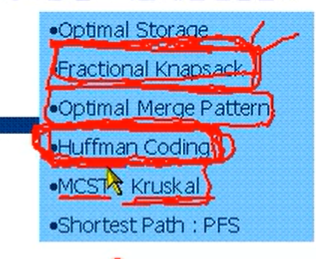 •Optimal Storage
•Fractional Knapsack
•Optimal Merge Pattern
•Huffman Coding
•MCST Kruskal
•Shortest Path : PFS